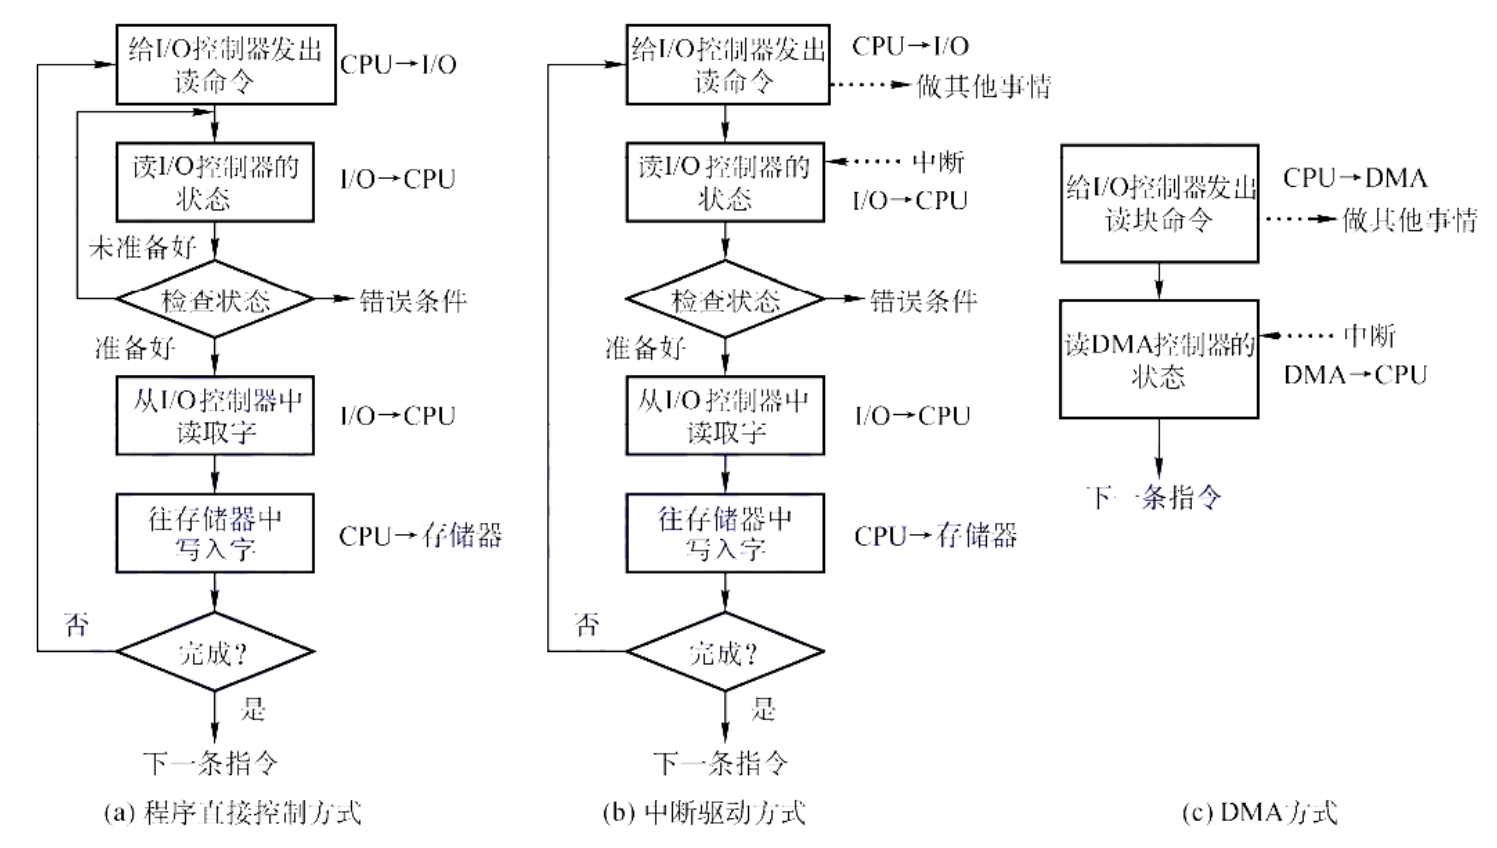 给I/O控制器发出
读命令
CPU→I/O
读I/O控制器的
状态
I/O→CPU
未准备好
检查状态
错误条件
准备好
从I/O控制器中
读取字
I/O→CPU
往存储器中
写入字
CPU→存储器
否
完成?
是
下一条指令
(a) 程序直接控制方式
给I/O控制器发出
读命令
CPU→I/O
做其他事情
读I/O控制器的
状态
中断
I/O→CPU
检查状态
错误条件
准备好
从I/O控制器中
读取字
I/O→CPU
往存储器中
写入字
CPU→存储器
否
完成?
是
下一条指令
(b) 中断驱动方式
给I/O控制器发出
读块命令
CPU→DMA
做其他事情
读DMA控制器的
状态
中断
DMA→CPU
下一条指令
(c) DMA方式